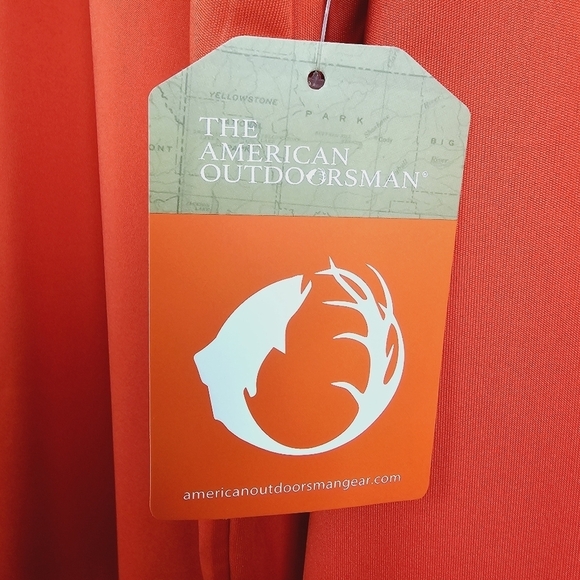 YELLOWSTONE
PARK
BIG
THE
AMERICAN
OUTDOORSMAN®
americanoutdoorsmangear.com